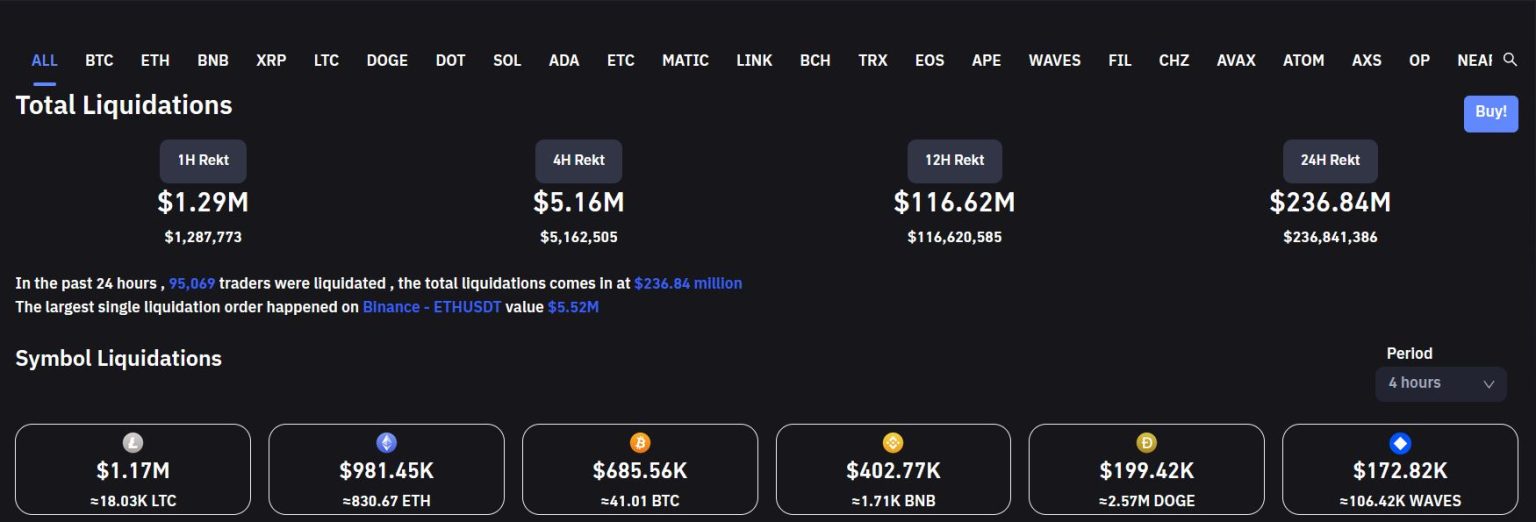 ALL BTC ETH BNB XRP LTC DOGE DOT SOL ADA ETC MATIC LINK BCH TRX EOS APE WAVES FIL CHZ AVAX ATOM AXS OP NEAR
Total Liquidations
Buy!
1H Rekt 4H Rekt 12H Rekt 24H Rekt
$1.29M $5.16M $116.62M $236.84M
$1,287,773 $5,162,505 $116,620,585 $236,841,386
In the past 24 hours , 95,069 traders were liquidated , the total liquidations comes in at $236.84 million
The largest single liquidation order happened on Binance - ETHUSDT value $5.52M
Symbol Liquidations
Period
4 hours
$1.17M $981.45K $685.56K $402.77K $199.42K $172.82K
≈18.03K LTC ≈830.67 ETH ≈41.01 BTC ≈1.71K BNB ≈2.57M DOGE ≈106.42K WAVES